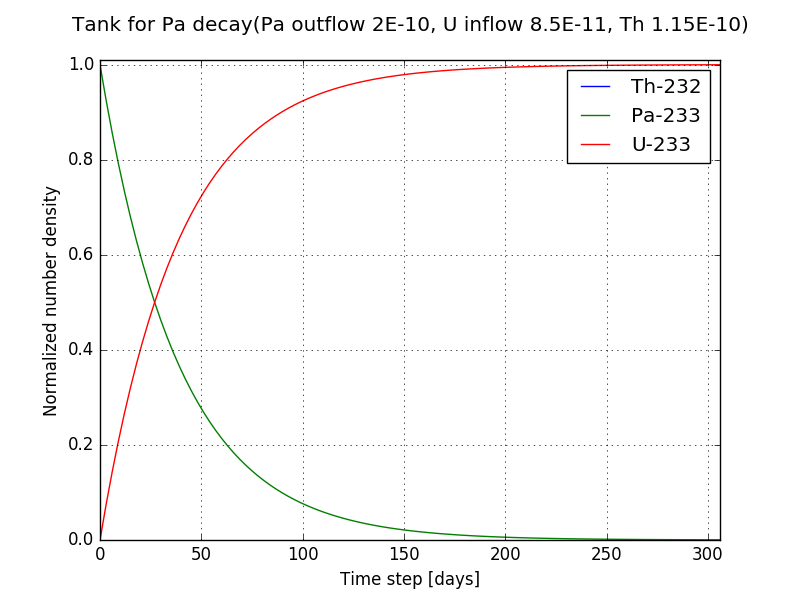 Tank for Pa decay(Pa outflow 2E-10, U inflow 8.5E-11, Th 1.15E-10)
Normalized number density
1.0
0.8
0.6
0.4
0.2
0.0
Th-232
Pa-233
U-233
0 50 100 150 200 250 300
Time step [days]